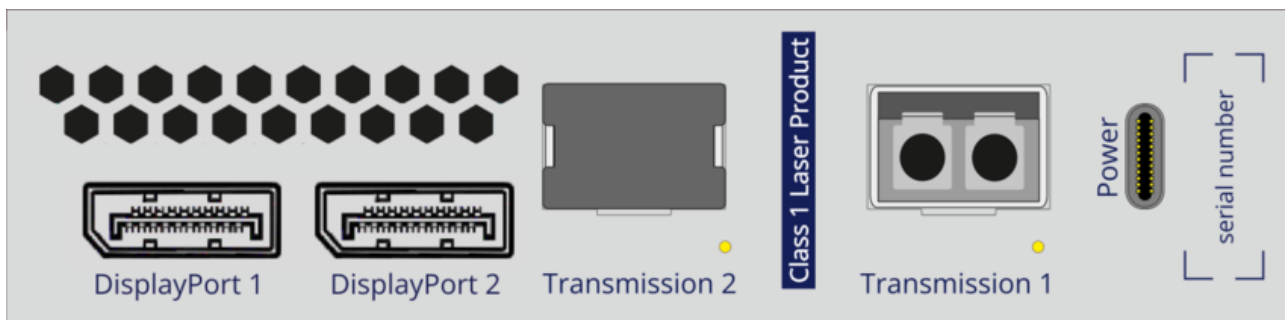 DisplayPort 1
DisplayPort 2
Transmission 2
Class 1 Laser Product
Transmission 1
Power
serial number